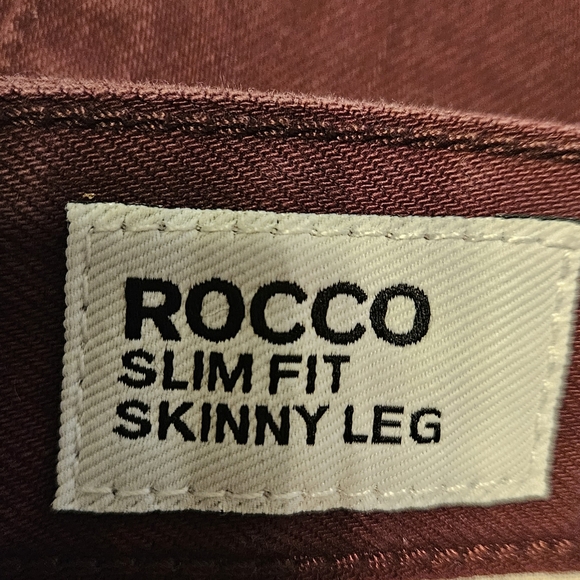 ROCCO
SLIM FIT
SKINNY LEG